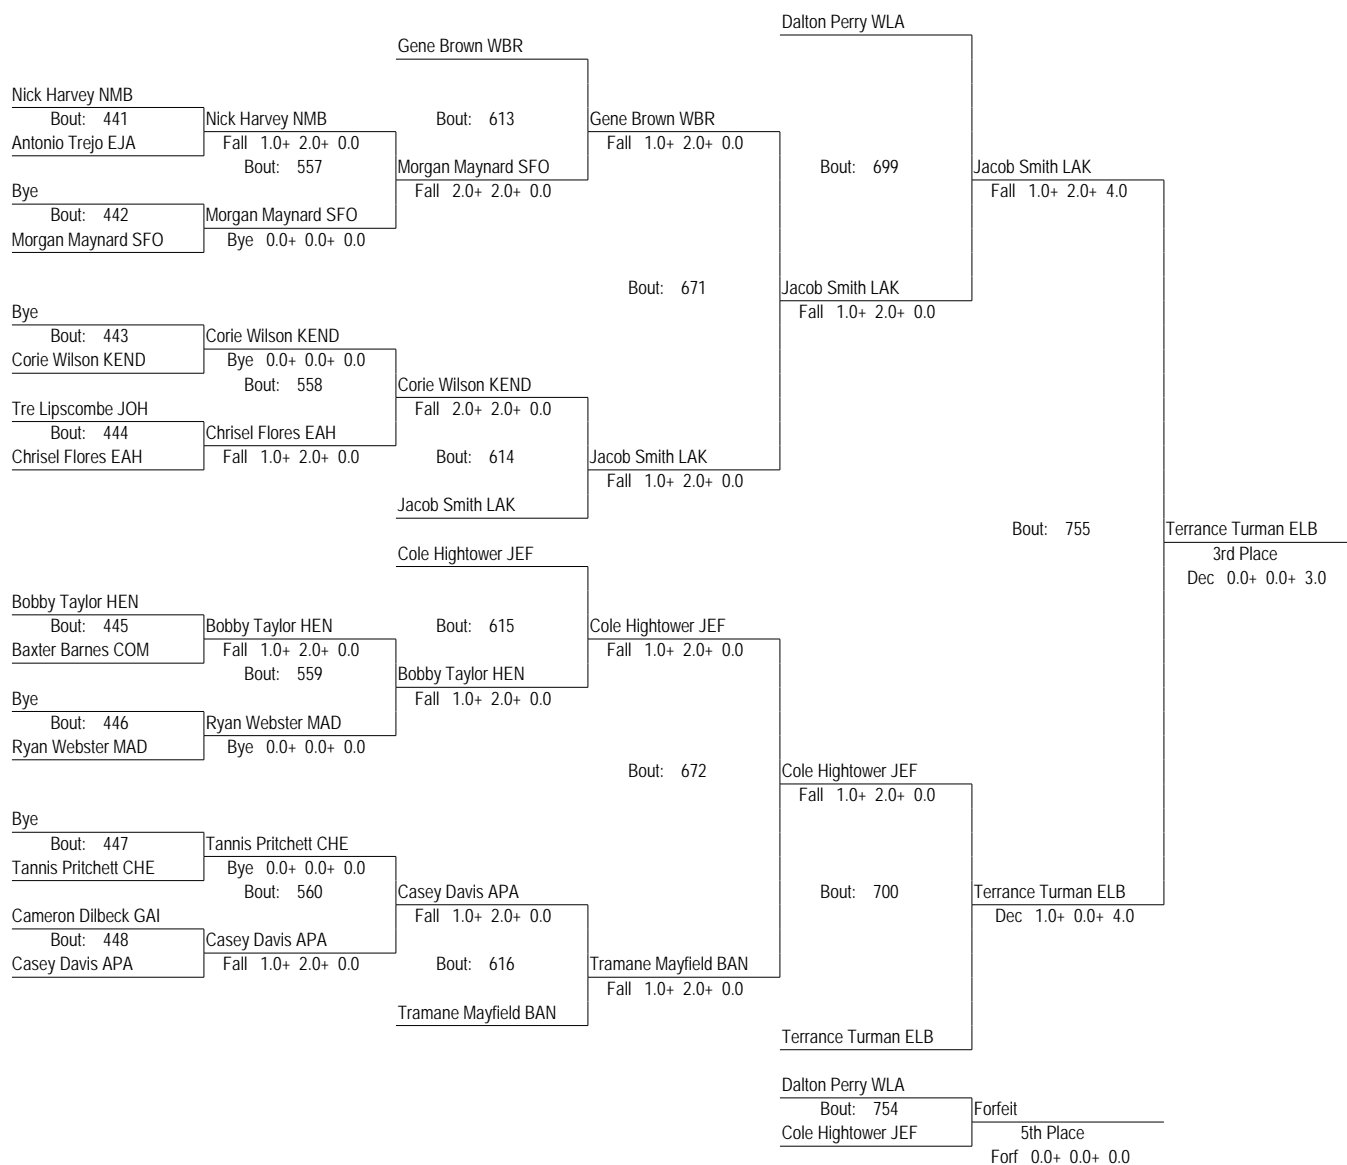 Dalton Perry WLA
Gene Brown WBR
Nick Harvey NMB
Bout: 441
Nick Harvey NMB
Bout: 613
Gene Brown WBR
Antonio Trejo EJA
Fall 1.0+ 2.0+ 0.0
Fall 1.0+ 2.0+ 0.0
Bout: 557
Morgan Maynard SFO
Bout: 699
Jacob Smith LAK
Bye
Fall 2.0+ 2.0+ 0.0
Fall 1.0+ 2.0+ 4.0
Bout: 442
Morgan Maynard SFO
Morgan Maynard SFO
Bye 0.0+ 0.0+ 0.0
Bout: 671
Jacob Smith LAK
Bye
Fall 1.0+ 2.0+ 0.0
Bout: 443
Corie Wilson KEND
Corie Wilson KEND
Bye 0.0+ 0.0+ 0.0
Bout: 558
Corie Wilson KEND
Tre Lipscombe JOH
Fall 2.0+ 2.0+ 0.0
Bout: 444
Chrisel Flores EAH
Chrisel Flores EAH
Fall 1.0+ 2.0+ 0.0
Bout: 614
Jacob Smith LAK
Fall 1.0+ 2.0+ 0.0
Jacob Smith LAK
Bout: 755
Terrance Turman ELB
Cole Hightower JEF
3rd Place
Dec 0.0+ 0.0+ 3.0
Bobby Taylor HEN
Bout: 445
Bobby Taylor HEN
Bout: 615
Cole Hightower JEF
Baxter Barnes COM
Fall 1.0+ 2.0+ 0.0
Fall 1.0+ 2.0+ 0.0
Bout: 559
Bobby Taylor HEN
Bye
Fall 1.0+ 2.0+ 0.0
Bout: 446
Ryan Webster MAD
Ryan Webster MAD
Bye 0.0+ 0.0+ 0.0
Bout: 672
Cole Hightower JEF
Fall 1.0+ 2.0+ 0.0
Bye
Bout: 447
Tannis Pritchett CHE
Tannis Pritchett CHE
Bye 0.0+ 0.0+ 0.0
Bout: 560
Casey Davis APA
Bout: 700
Terrance Turman ELB
Cameron Dilbeck GAI
Fall 1.0+ 2.0+ 0.0
Dec 1.0+ 0.0+ 4.0
Bout: 448
Casey Davis APA
Casey Davis APA
Fall 1.0+ 2.0+ 0.0
Bout: 616
Tramane Mayfield BAN
Fall 1.0+ 2.0+ 0.0
Tramane Mayfield BAN
Terrance Turman ELB
Dalton Perry WLA
Bout: 754
Forfeit
Cole Hightower JEF
5th Place
Forf 0.0+ 0.0+ 0.0